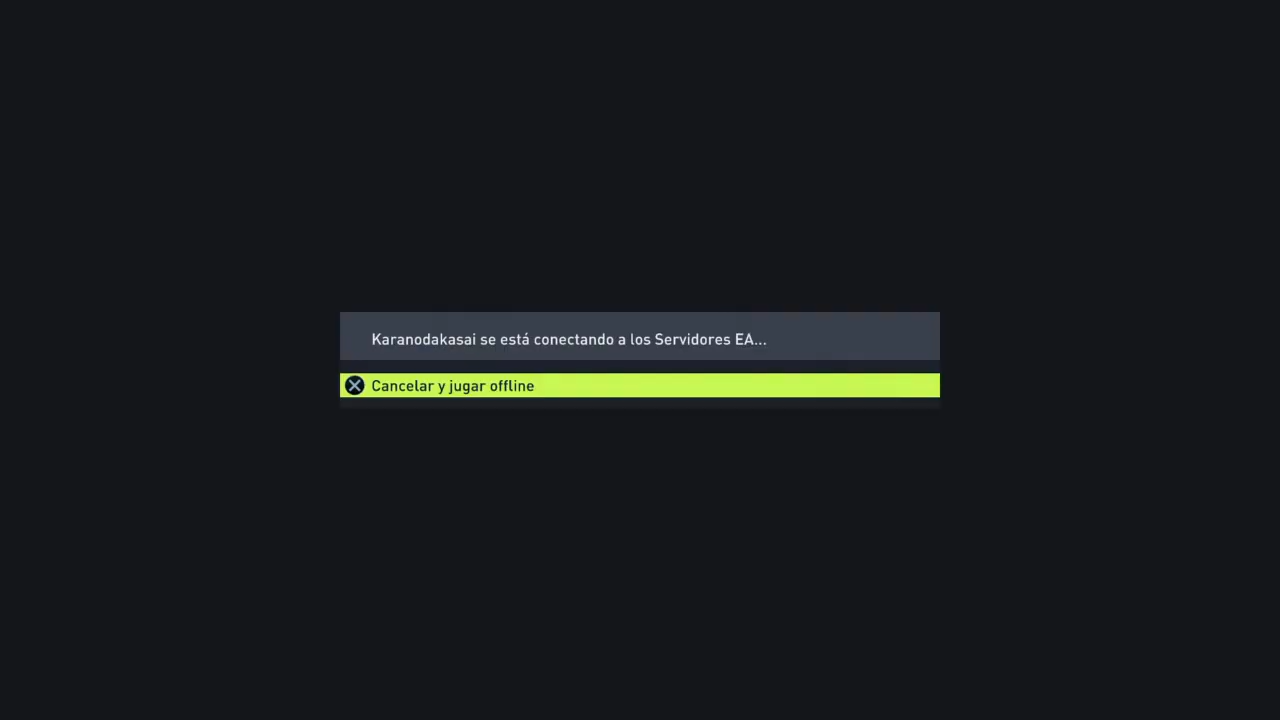 Karanodakasai se está conectando a los Servidores EA...
Cancelar y jugar offline